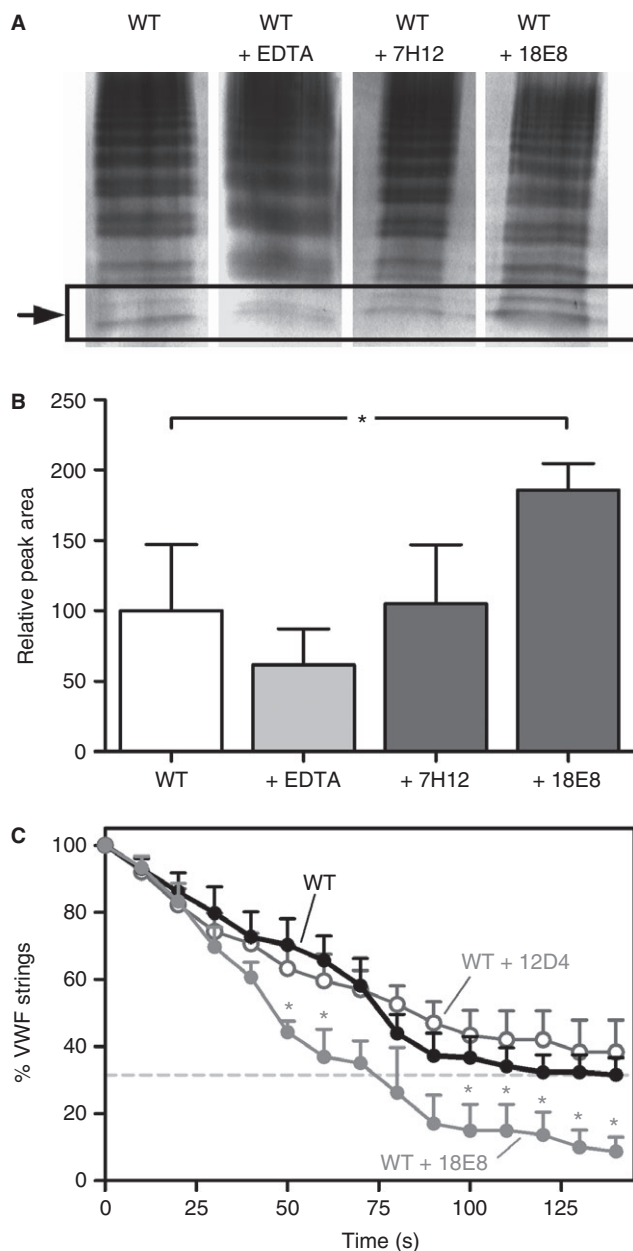 A
WT WT WT WT
+ EDTA + 7H12 + 18E8
B
250
200
150
100
50
0
Relative peak area
*
WT + EDTA + 7H12 + 18E8
C
100
80
60
40
20
0
% VWF strings
WT
WT + 12D4
* *
* * * * *
WT + 18E8
0 25 50 75 100 125
Time (s)